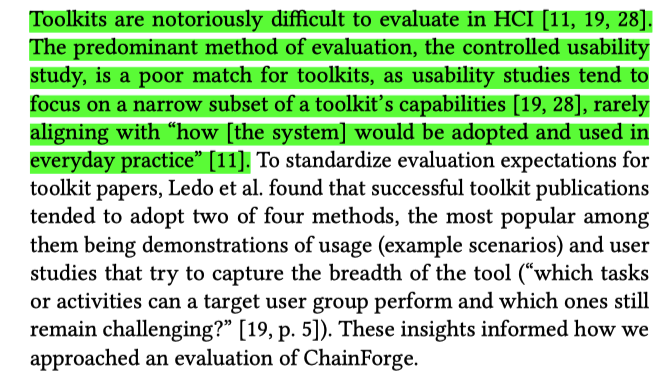 Toolkits are notoriously difficult to evaluate in HCI [11, 19, 28].
The predominant method of evaluation, the controlled usability
study, is a poor match for toolkits, as usability studies tend to
focus on a narrow subset of a toolkit’s capabilities [19, 28], rarely
aligning with “how [the system] would be adopted and used in
everyday practice” [11]. To standardize evaluation expectations for
toolkit papers, Ledo et al. found that successful toolkit publications
tended to adopt two of four methods, the most popular among
them being demonstrations of usage (example scenarios) and user
studies that try to capture the breadth of the tool (“which tasks
or activities can a target user group perform and which ones still
remain challenging?” [19, p. 5]). These insights informed how we
approached an evaluation of ChainForge.